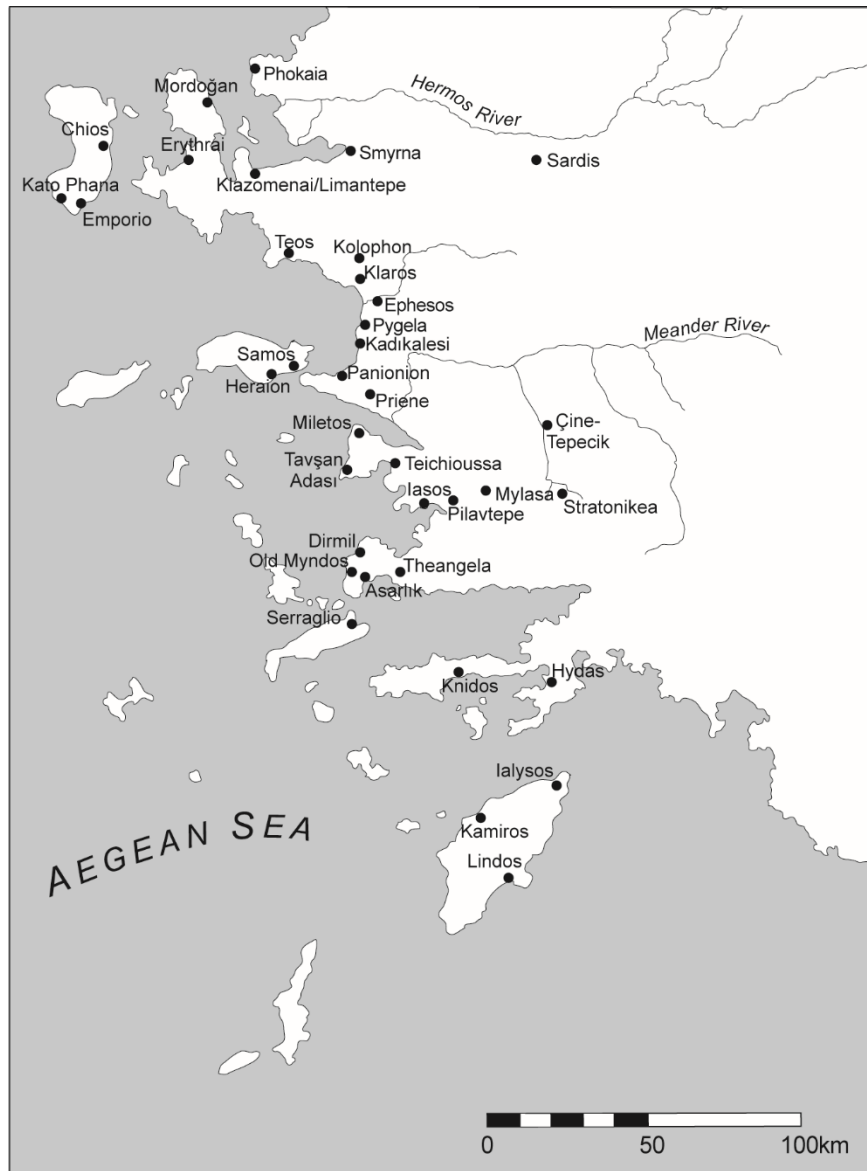 Phokaia
Mordoğan
Hermos River
Chios
Erythrai
Smyrna
Sardis
Kato Phana
Klazomenai/Limantepe
Emporio
Teos
Kolophon
Klaros
Ephesos
Pygela
Meander River
Kadıkalesi
Samos
Panionion
Heraion
Priene
Miletos
Çine-
Tepecik
Tavşan
Adası
Teichioussa
Iasos
Mylasa
Pilavtepe
Stratonikea
Dirmil
Old Myndos
Theangela
Asarlık
Serraglio
Hydas
Knidos
Ialysos
Kamiros
AEGEAN SEA
Lindos
0 50 100km